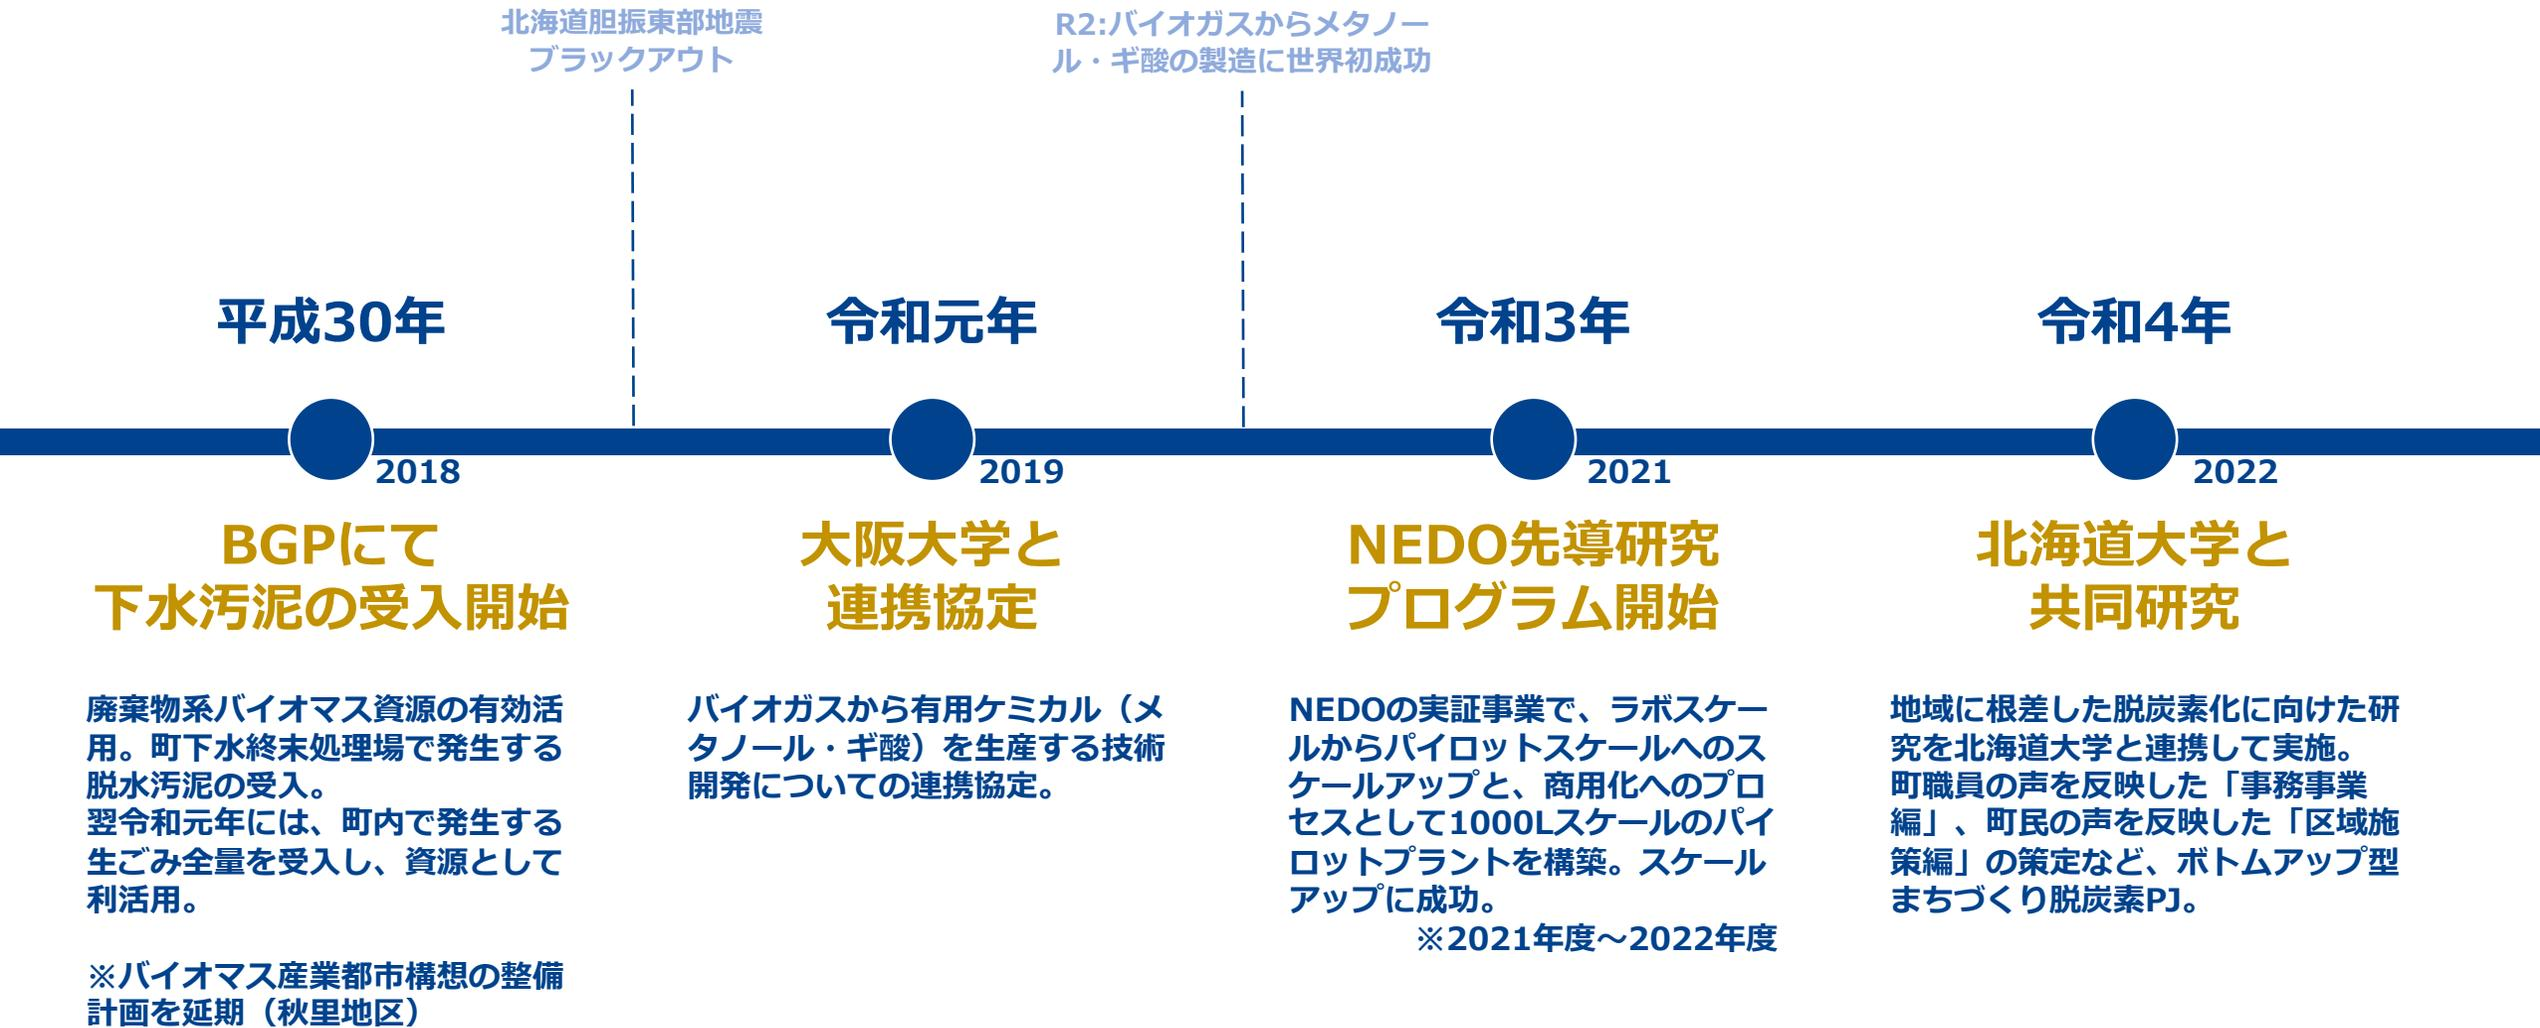 北海道胆振東部地震
ブラックアウト
R2:バイオガスからメタノー
ル・ギ酸の製造に世界初成功
平成30年
令和元年
令和3年
令和4年
2018
2019
2021
2022
BGPにて
下水汚泥の受入開始
廃棄物系バイオマス資源の有効活
用。町下水終末処理場で発生する
脱水汚泥の受入。
翌令和元年には、町内で発生する
生ごみ全量を受入し、資源として
利活用。
※バイオマス産業都市構想の整備
計画を延期（秋里地区）
大阪大学と
連携協定
バイオガスから有用ケミカル（メ
タノール・ギ酸）を生産する技術
開発についての連携協定。
NEDO先導研究
プログラム開始
NEDOの実証事業で、ラボスケー
ルからパイロットスケールへのス
ケールアップと、商用化へのプロ
セスとして1000Lスケールのパイ
ロットプラントを構築。スケール
アップに成功。
※2021年度～2022年度
北海道大学と
共同研究
地域に根差した脱炭素化に向けた研
究を北海道大学と連携して実施。
町職員の声を反映した「事務事業
編」、町民の声を反映した「区域施
策編」の策定など、ボトムアップ型
まちづくり脱炭素PJ。